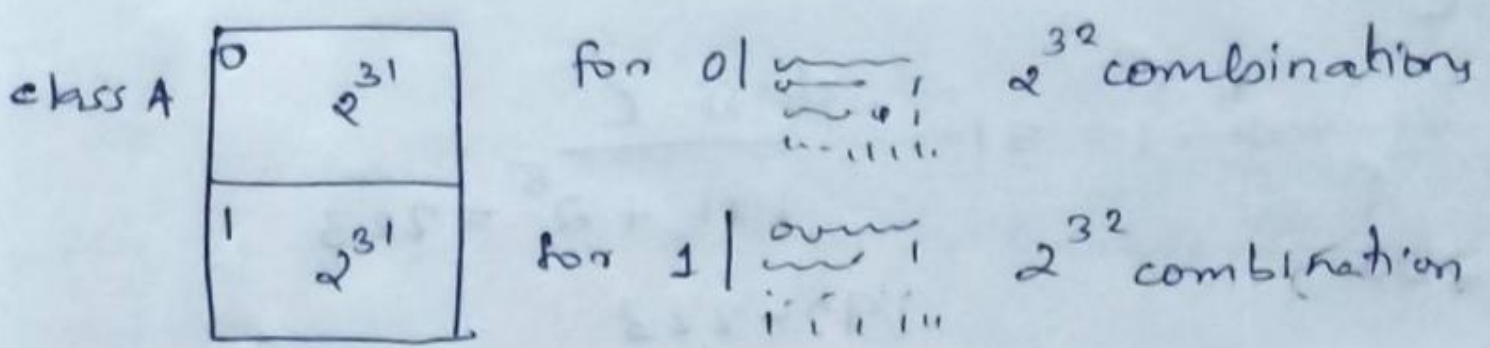 0 2^31 for 0| 2^32 combinations
class A
1 2^31 for 1| 2^32 combination